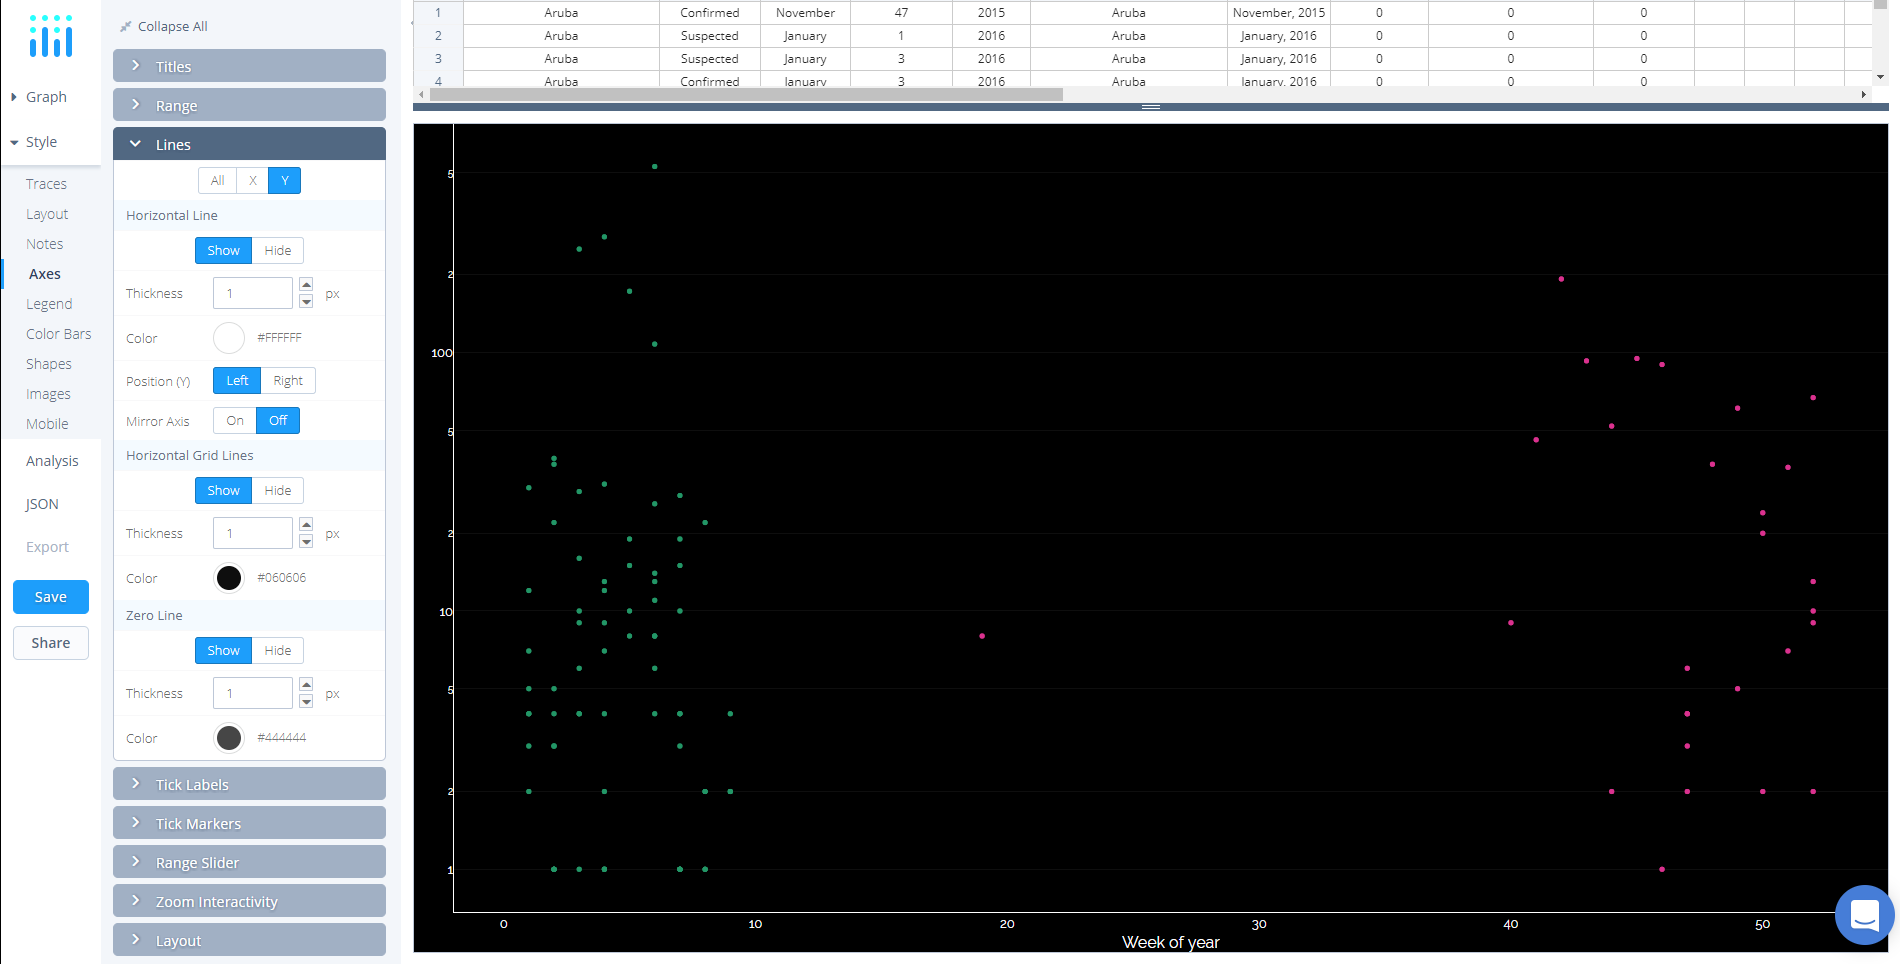 Collapse All
Titles
Range
Lines
All X Y
Horizontal Line
Show Hide
Thickness 1 px
Color #FFFFFF
Position (Y) Left Right
Mirror Axis On Off
Horizontal Grid Lines
Show Hide
Thickness 1 px
Color #060606
Zero Line
Show Hide
Thickness 1 px
Color #444444
Tick Labels
Tick Markers
Range Slider
Zoom Interactivity
Layout
Graph
Style
Traces
Layout
Notes
Axes
Legend
Color Bars
Shapes
Images
Mobile
Analysis
JSON
Export
Save
Share
1 Aruba Confirmed November 47 2015 Aruba November, 2015 0 0 0
2 Aruba Suspected January 1 2016 Aruba January, 2016 0 0 0
3 Aruba Suspected January 3 2016 Aruba January, 2016 0 0 0
4 Aruba Confirmed January 3 2016 Aruba January, 2016 0 0 0
5
2
100
5
2
10
5
2
1
0 10 20 30 40 50
Week of year